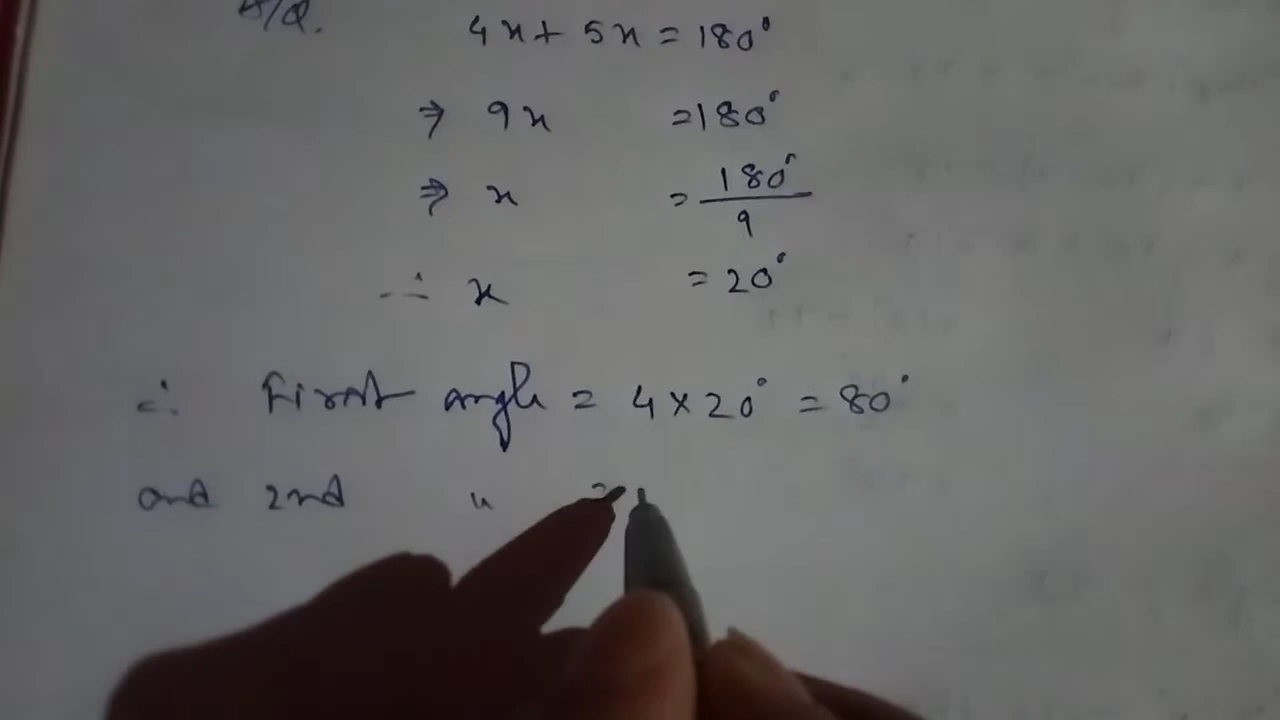 A/Q. 4x + 5x = 180°
⇒ 9x = 180°
⇒ x = 180°/9
∴ x = 20°
∴ First angle = 4 × 20° = 80°
and 2nd " =